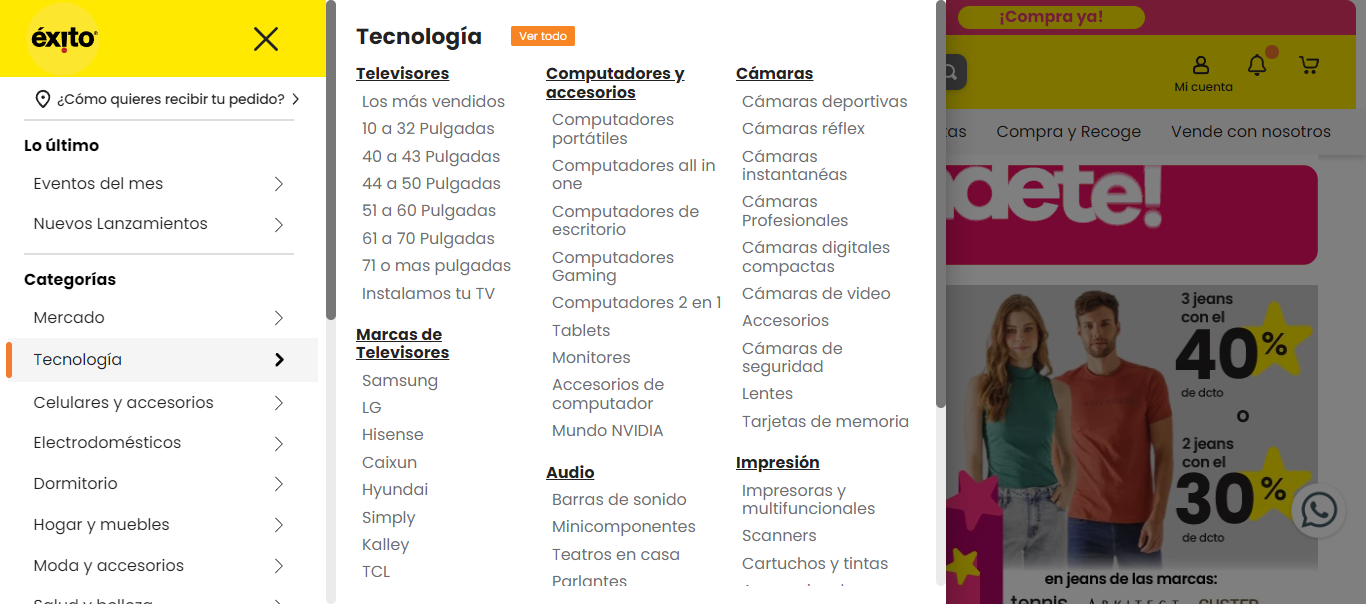 éxito
¿Cómo quieres recibir tu pedido?
Lo último
Eventos del mes
Nuevos Lanzamientos
Categorías
Mercado
Tecnología
Celulares y accesorios
Electrodomésticos
Dormitorio
Hogar y muebles
Moda y accesorios
Salud y belleza
Tecnología
Ver todo
Televisores
Los más vendidos
10 a 32 Pulgadas
40 a 43 Pulgadas
44 a 50 Pulgadas
51 a 60 Pulgadas
61 a 70 Pulgadas
71 o mas pulgadas
Instalamos tu TV
Marcas de
Televisores
Samsung
LG
Hisense
Caixun
Hyundai
Simply
Kalley
TCL
Computadores y
accesorios
Computadores
portátiles
Computadores all in
one
Computadores de
escritorio
Computadores
Gaming
Computadores 2 en 1
Tablets
Monitores
Accesorios de
computador
Mundo NVIDIA
Audio
Barras de sonido
Minicomponentes
Teatros en casa
Parlantes
Cámaras
Cámaras deportivas
Cámaras réflex
Cámaras
instantanéas
Cámaras
Profesionales
Cámaras digitales
compactas
Cámaras de video
Accesorios
Cámaras de
seguridad
Lentes
Tarjetas de memoria
Impresión
Impresoras y
multifuncionales
Scanners
Cartuchos y tintas
¡Compra ya!
Mi cuenta
tas
Compra y Recoge
Vende con nosotros
ndete!
3 jeans
con el
40%
de dcto
o
2 jeans
con el
30%
de dcto
en jeans de las marcas:
tennis ARKITECT CUSTER